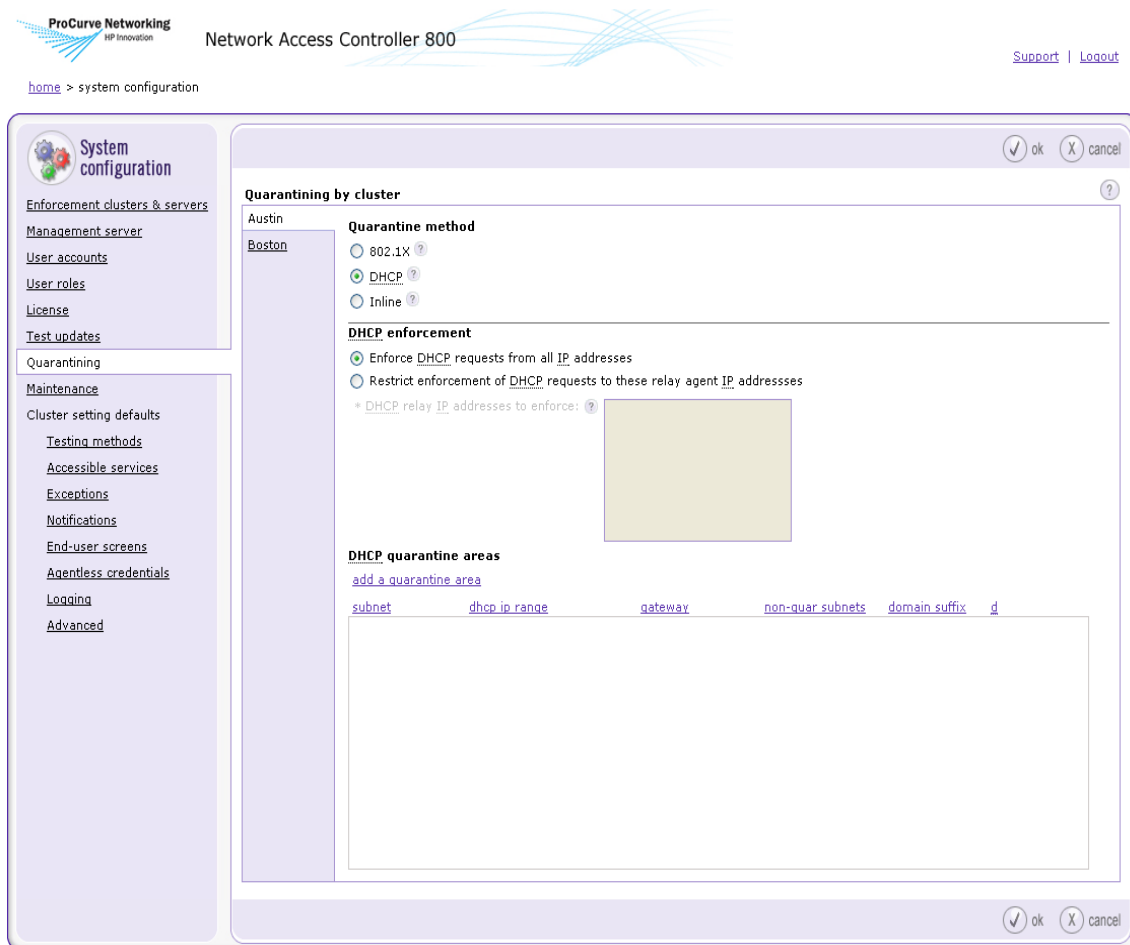 ProCurve Networking
HP Innovation
Network Access Controller 800
Support | Logout
home > system configuration
System
configuration
ok cancel
Enforcement clusters & servers
Management server
User accounts
User roles
License
Test updates
Quarantining
Maintenance
Cluster setting defaults
Testing methods
Accessible services
Exceptions
Notifications
End-user screens
Agentless credentials
Logging
Advanced
Quarantining by cluster ?
Austin
Boston
Quarantine method
802.1X ?
DHCP ?
Inline ?
DHCP enforcement
Enforce DHCP requests from all IP addresses
Restrict enforcement of DHCP requests to these relay agent IP addressses
* DHCP relay IP addresses to enforce: ?
DHCP quarantine areas
add a quarantine area
subnet dhcp ip range gateway non-quar subnets domain suffix d
ok cancel